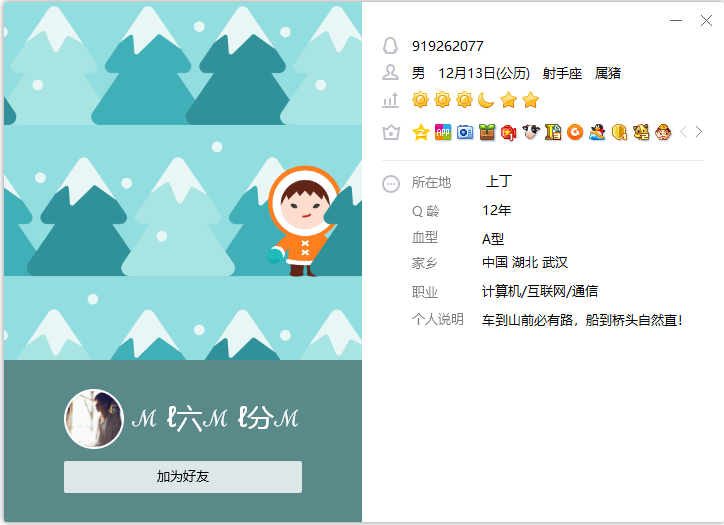 919262077
男 12月13日(公历) 射手座 属猪
APP
所在地 上丁
Q 龄 12年
血型 A型
家乡 中国 湖北 武汉
职业 计算机/互联网/通信
个人说明 车到山前必有路，船到桥头自然直！
ℳ ℓ六ℳ ℓ分ℳ
加为好友